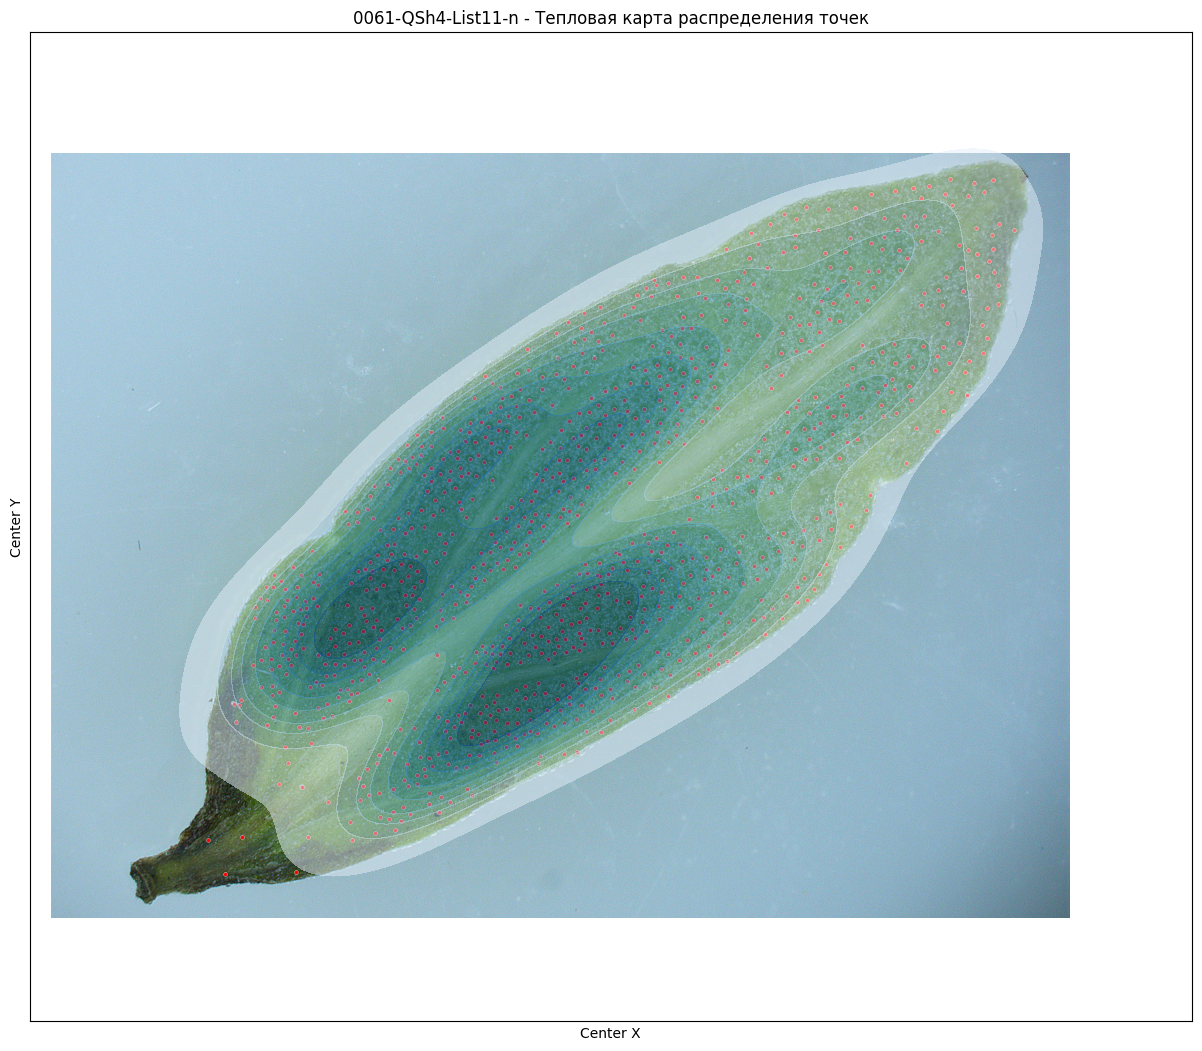 0061-QSh4-List11-n - Тепловая карта распределения точек
Center Y
Center X